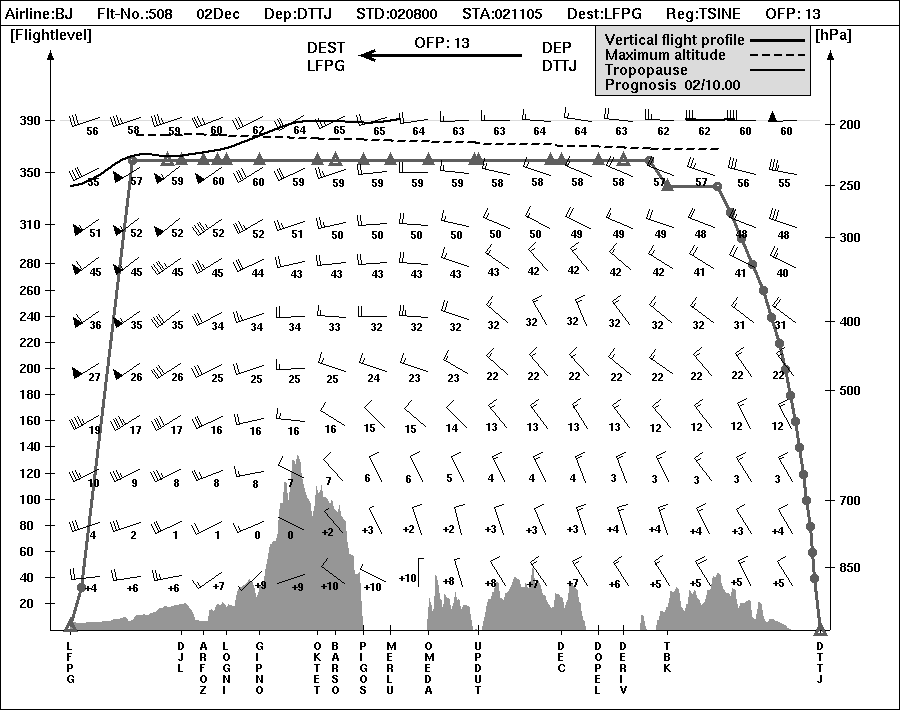 Airline:BJ Flt-No.:508 02Dec Dep:DTTJ STD:020800 STA:021105 Dest:LFPG Reg:TSINE OFP: 13
[Flightlevel] [hPa]
DEST OFP: 13 DEP
LFPG DTTJ
Vertical flight profile
Maximum altitude
Tropopause
Prognosis 02/10.00
390 56 58 59 60 62 64 65 65 64 63 63 64 64 63 62 62 60 60 200
350 55 57 59 60 60 59 59 59 59 59 58 58 58 58 57 57 56 55 250
310 51 52 52 52 52 51 50 50 50 50 50 50 49 49 49 48 48 48 300
280 45 45 45 45 44 43 43 43 43 43 43 42 42 42 42 41 41 40
260
240 36 35 35 34 34 34 33 32 32 32 32 32 32 32 32 32 31 31 400
220
200 27 26 26 25 25 25 25 24 23 23 22 22 22 22 22 22 22 22 500
180
160 19 17 17 16 16 16 16 15 15 14 13 13 13 13 12 12 12 12
140
120 10 9 8 8 8 7 7 6 6 5 4 4 4 3 3 3 3 3
100 700
80 4 2 1 1 0 0 +2 +3 +2 +2 +3 +3 +3 +4 +4 +4 +3 +4
60 850
40 +4 +6 +6 +7 +9 +9 +10 +10 +10 +8 +8 +7 +7 +6 +5 +5 +5 +5
20
LFPG DJL ARFOZ LOGNI GIPNO OKTET BARSO PIGOS MERLU OMEDA UPDUT DEC DOPEL DERIV TBK DTTJ